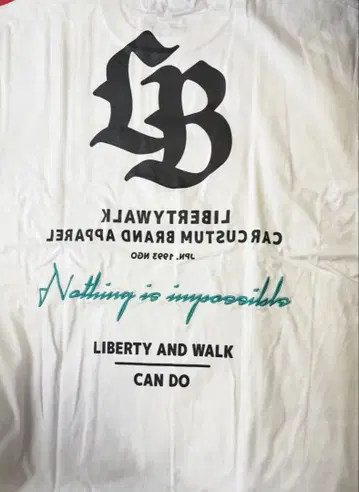 LB
LIBERTYWALK
CAR CUSTUM BRAND APPAREL
JPN. 1993 NGO
Nothing is impossible
LIBERTY AND WALK
CAN DO